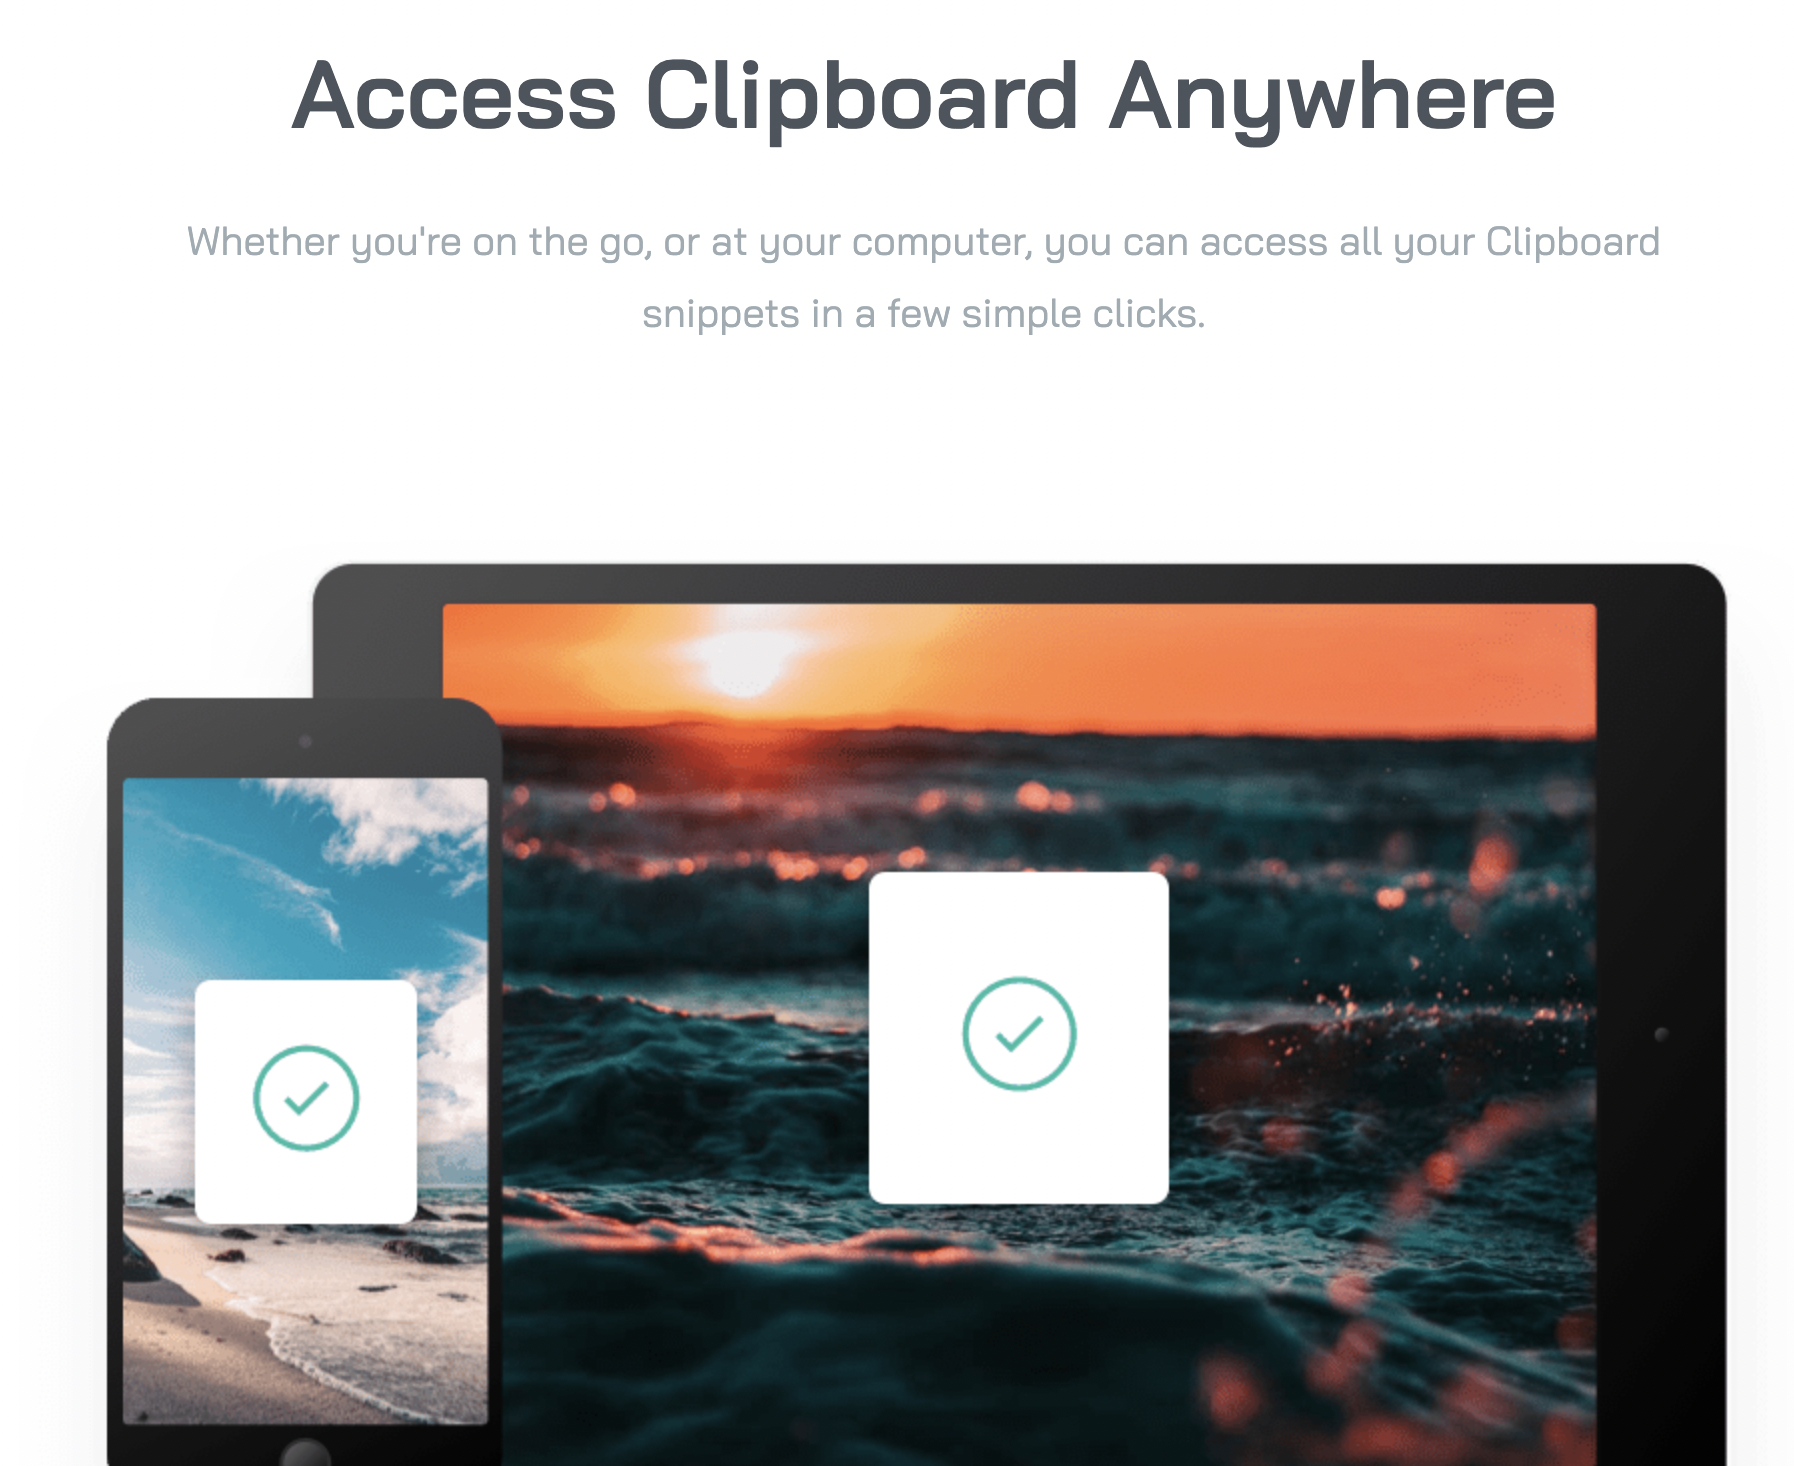 Access Clipboard Anywhere
Whether you're on the go, or at your computer, you can access all your Clipboard
snippets in a few simple clicks.